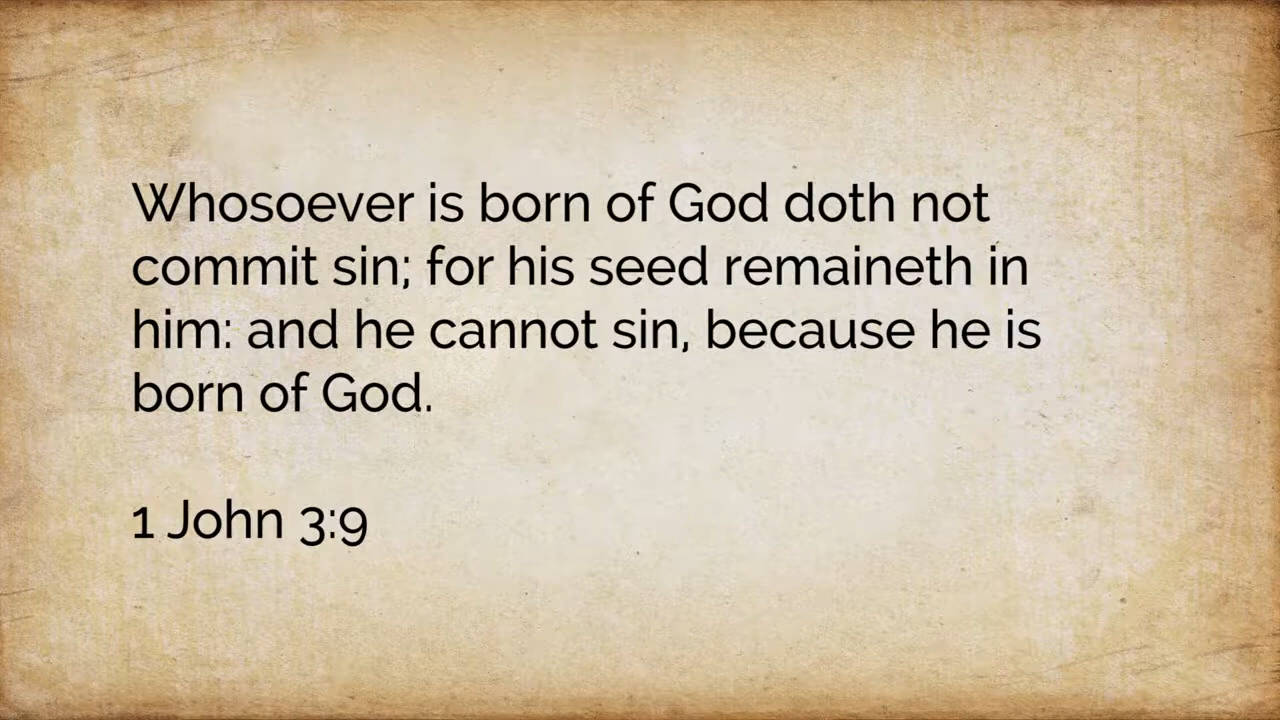 Whosoever is born of God doth not
commit sin; for his seed remaineth in
him: and he cannot sin, because he is
born of God.
1 John 3:9